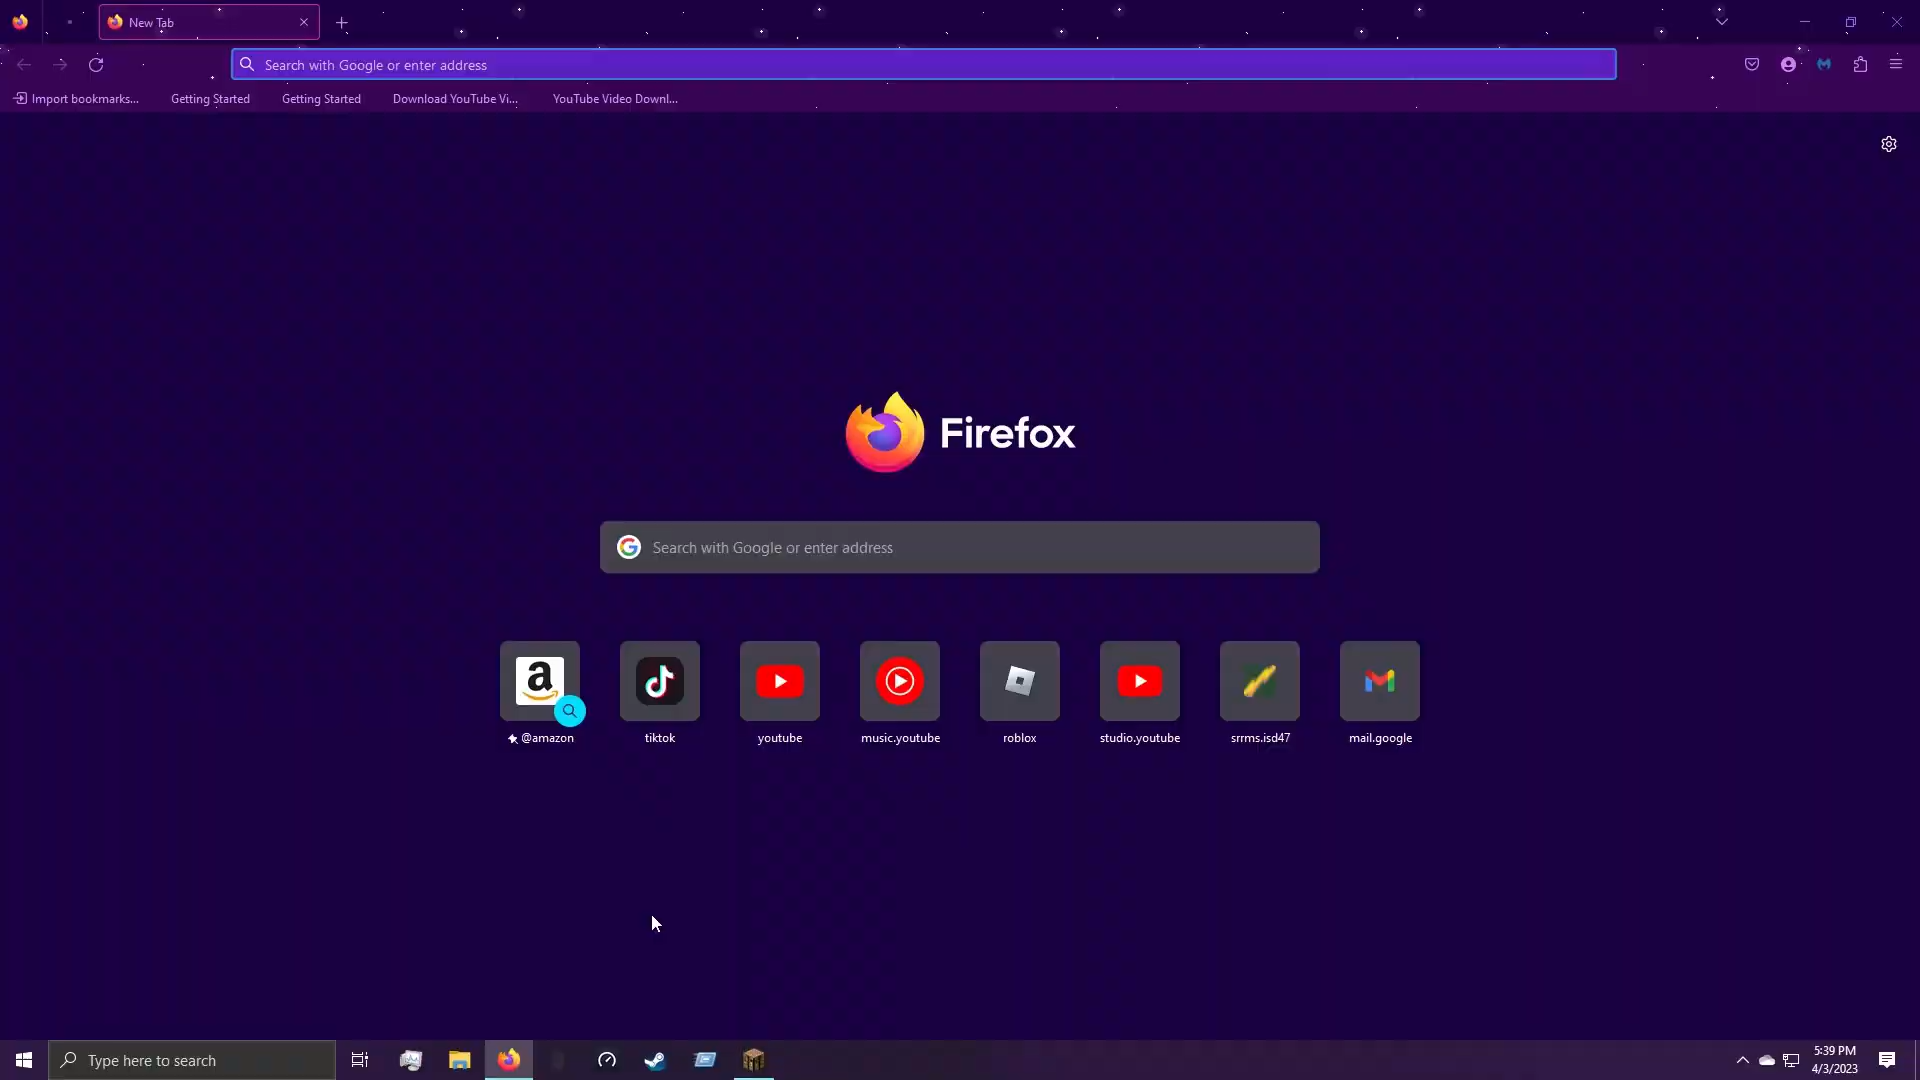 New Tab
Search with Google or enter address
Import bookmarks...
Getting Started
Getting Started
Download YouTube Vi...
YouTube Video Downl...
Firefox
Search with Google or enter address
@amazon
tiktok
youtube
music.youtube
roblox
studio.youtube
srrms.isd47
mail.google
Type here to search
5:39 PM
4/3/2023